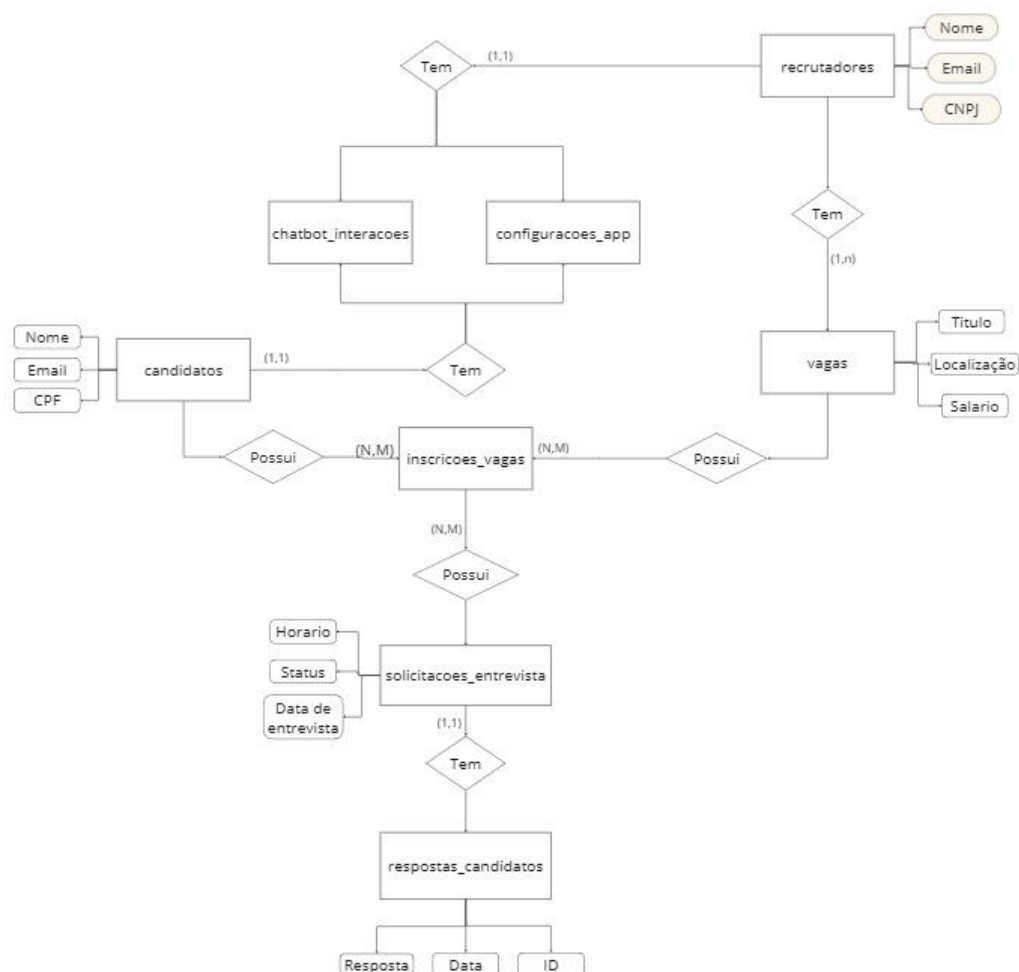 Nome
Tem
(1,1)
recrutadores
Email
CNPJ
Tem
chatbot_interacoes
configuracoes_app
(1,n)
Nome
Email
CPF
candidatos
(1,1)
Tem
vagas
Titulo
Localização
Salario
Possui
(N,M)
inscricoes_vagas
(N,M)
Possui
(N,M)
Possui
Horario
Status
Data de
entrevista
solicitacoes_entrevista
(1,1)
Tem
respostas_candidatos
Resposta
Data
ID